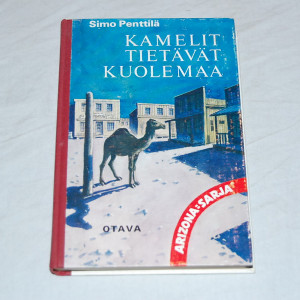 Simo Penttilä
KAMELIT
TIETÄVÄT
KUOLEMAA
OTAVA
ARIZONA-SARJA